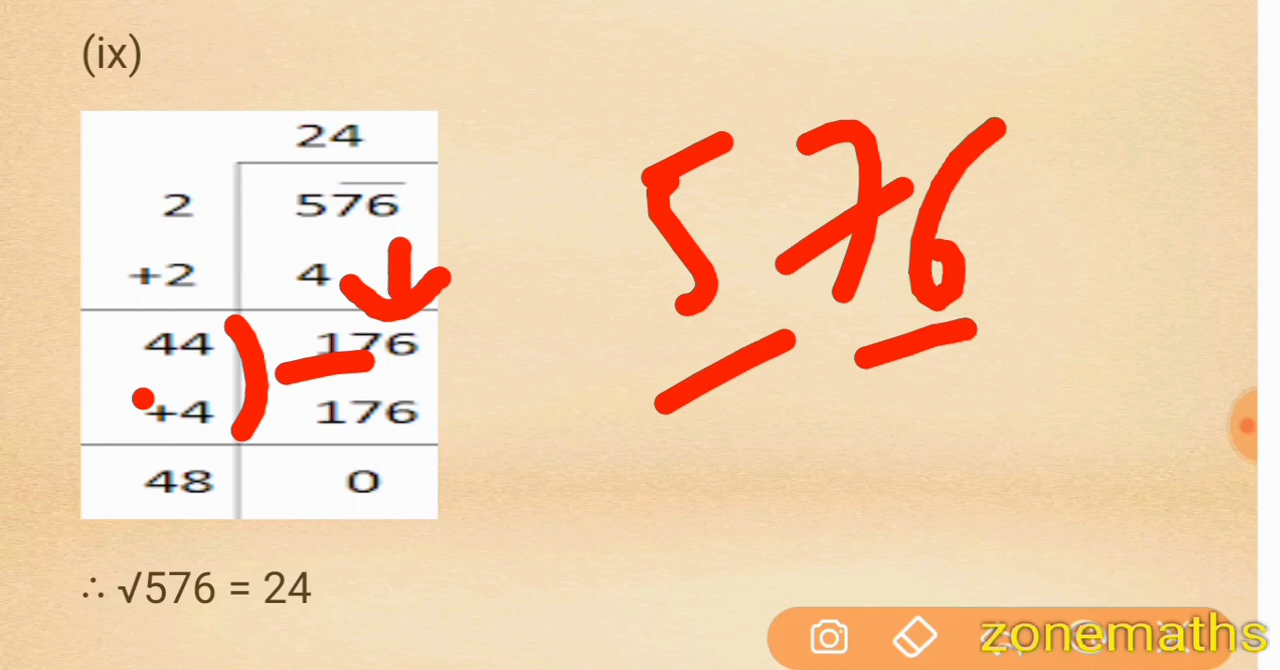 (ix)
24
2 576
+2 4
44 176
+4 176
48 0
576
∴ √576 = 24
zonemaths